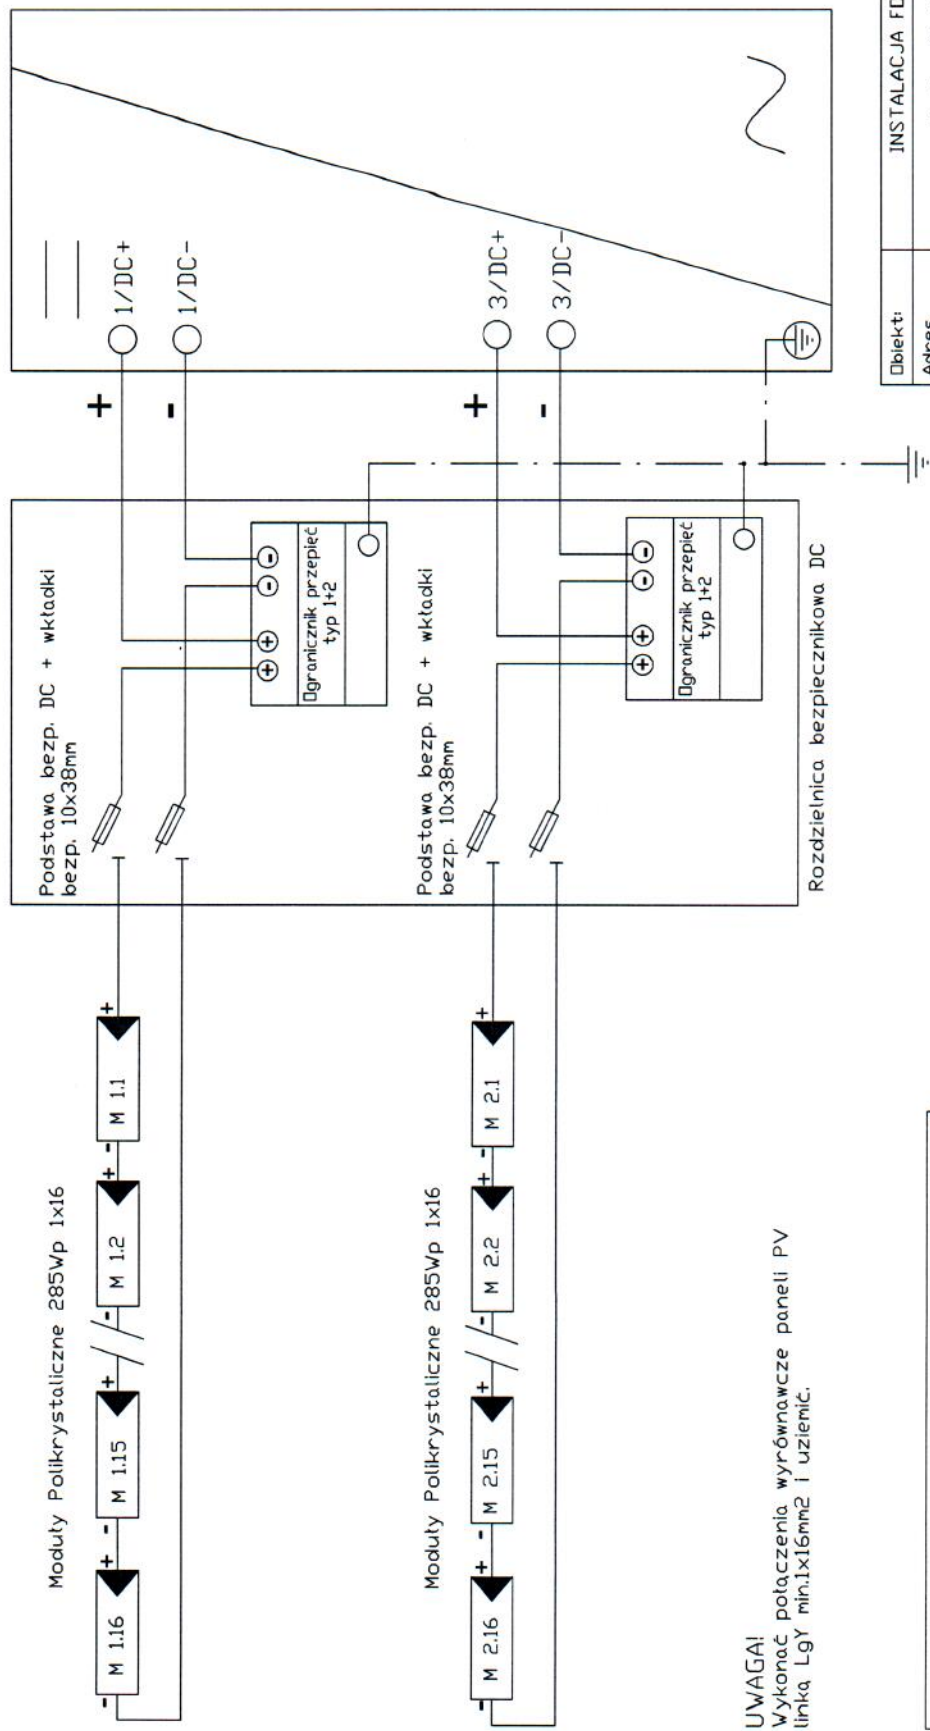 Moduły Polikrystaliczne 285Wp 1x16
- M 1.16 +
- M 1.15 +
- M 1.2 +
- M 1.1 +
Podstawa bezp. DC + wkładki
bezp. 10x38mm
Ogranicznik przepięć
typ 1+2
+ + - -
+
-
1/DC+
1/DC-
Moduły Polikrystaliczne 285Wp 1x16
- M 2.16 +
- M 2.15 +
- M 2.2 +
- M 2.1 +
Podstawa bezp. DC + wkładki
bezp. 10x38mm
Ogranicznik przepięć
typ 1+2
+ + - -
+
-
3/DC+
3/DC-
Rozdzielnica bezpiecznikowa DC
UWAGA!
Wykonać połączenia wyrównawcze paneli PV
linką LgY min.1x16mm2 i uziemić.
Obiekt: INSTALACJA
Adres